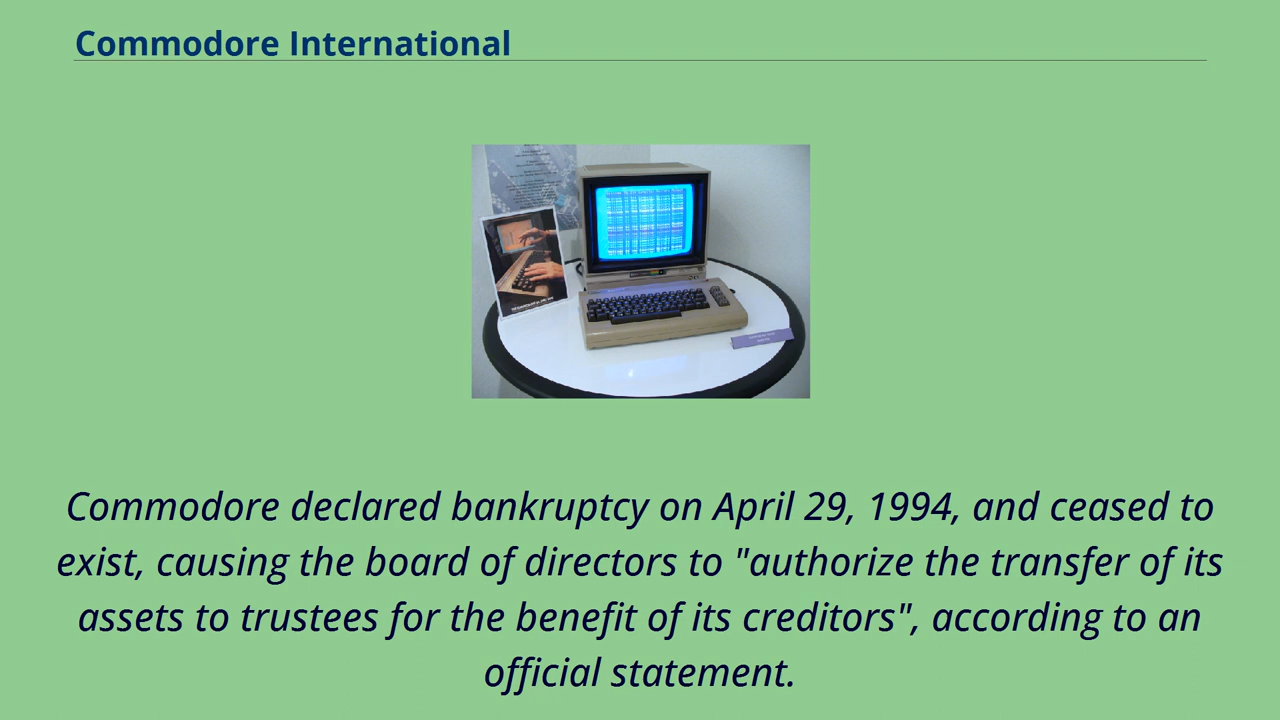 Commodore International
Commodore declared bankruptcy on April 29, 1994, and ceased to
exist, causing the board of directors to "authorize the transfer of its
assets to trustees for the benefit of its creditors", according to an
official statement.